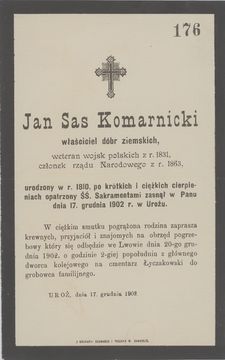 176
Jan Sas Komarnicki
właściciel dóbr ziemskich,
weteran wojsk polskich z r. 1831,
członek rządu Narodowego z r. 1863,
urodzony w r. 1810, po krótkich i ciężkich cierpie-
niach opatrzony ŚŚ. Sakramentami zasnął w Panu
dnia 17. grudnia 1902 r. w Urożu.
W ciężkim smutku pogrążona rodzina zaprasza
krewnych, przyjaciół i znajomych na obrzęd pogrze-
bowy który się odbędzie we Lwowie dnia 20-go gru-
dnia 1902. o godzinie 2-giej popołudniu z głównego
dworca kolejowego na cmentarz Łyczakowski do
grobowca familijnego.
UROŻ, dnia 17. grudnia 1902